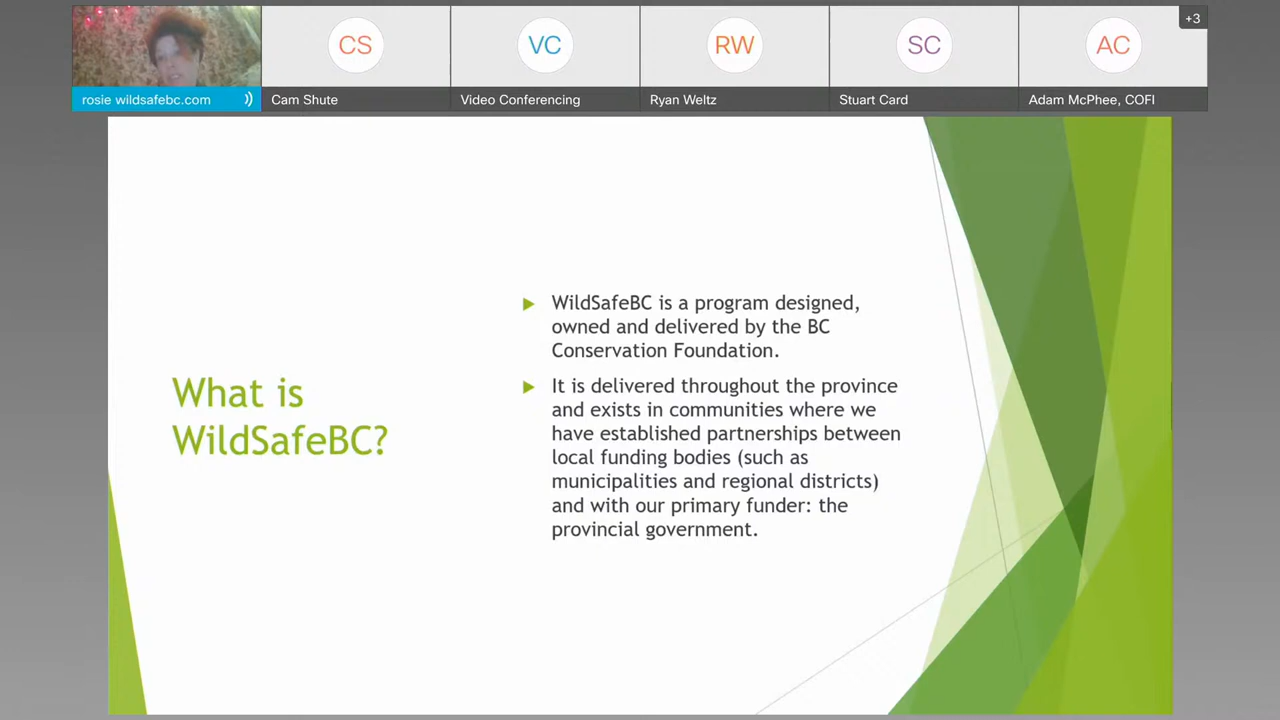 +3
CS
VC
RW
SC
AC
rosie wildsafebc.com
Cam Shute
Video Conferencing
Ryan Weltz
Stuart Card
Adam McPhee, COFI
What is
WildSafeBC?
WildSafeBC is a program designed,
owned and delivered by the BC
Conservation Foundation.
It is delivered throughout the province
and exists in communities where we
have established partnerships between
local funding bodies (such as
municipalities and regional districts)
and with our primary funder: the
provincial government.